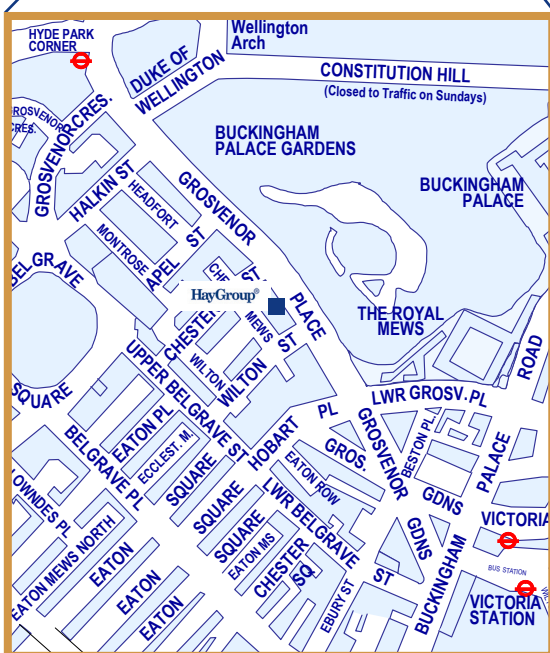 HYDE PARK
CORNER
Wellington
Arch
DUKE OF
WELLINGTON
CONSTITUTION HILL
(Closed to Traffic on Sundays)
GROSVENOR
CRES.
GROSVENOR CRES.
BUCKINGHAM
PALACE GARDENS
HALKIN ST
HEADFORT
GROSVENOR
PLACE
BUCKINGHAM
PALACE
MONTROSE
APEL ST
BELGRAVE
SQUARE
CHESTER ST
MEWS
HayGroup®
THE ROYAL
MEWS
WILTON
WILTON ST
UPPER BELGRAVE ST
ROAD
LWR GROSV. PL
HOBART PL
EATON PL
ECCLEST. M.
BELGRAVE PL
GROS.
GROSVENOR
GDNS
BESTON PL
PALACE
GDNS
EATON ROW
LOWNDES PL
SQUARE
SQUARE
SQUARE
LWR BELGRAVE
ST
VICTORIA
EATON MEWS NORTH
EATON
EATON
EATON
EATON MS
CHESTER
SQ
EBURY ST
BUCKINGHAM
BUS STATION
VICTORIA
STATION